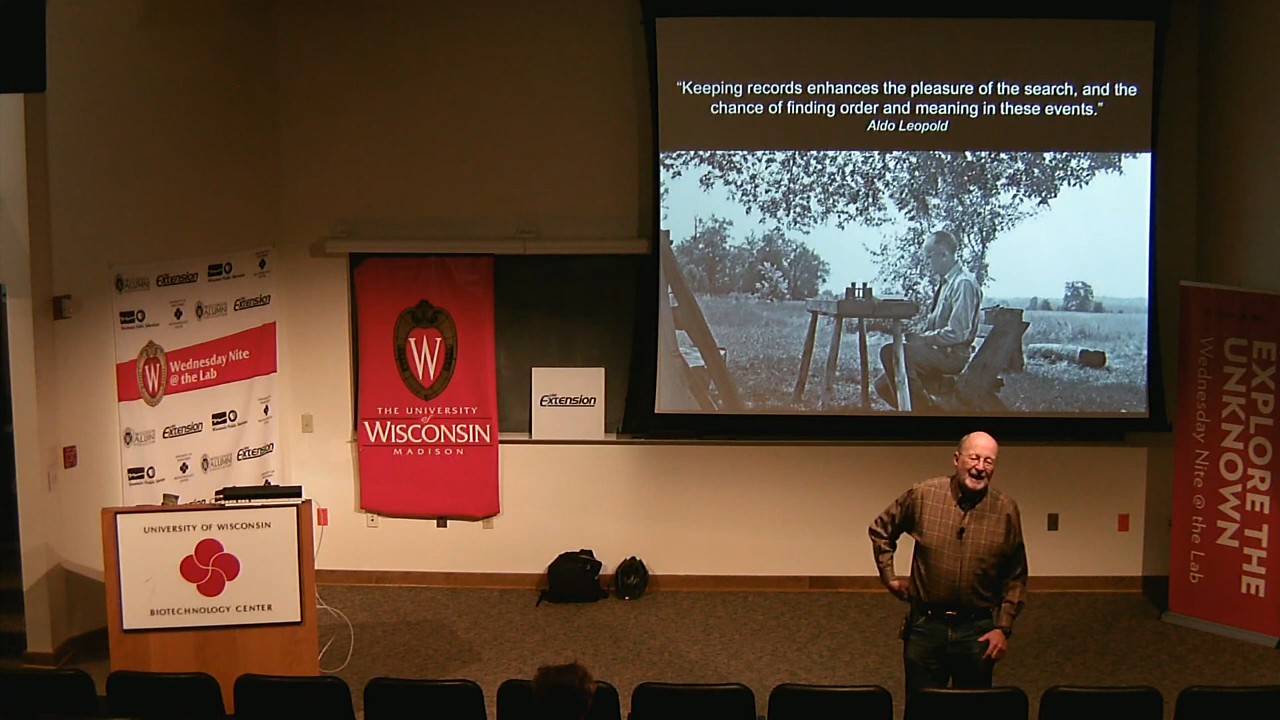 “Keeping records enhances the pleasure of the search, and the
chance of finding order and meaning in these events.”
Aldo Leopold
Extension
ALUMNI
Extension
Wednesday Nite
@ the Lab
ALUMNI
Extension
Extension
W
THE UNIVERSITY
of
WISCONSIN
MADISON
Extension
W
UNIVERSITY OF WISCONSIN
BIOTECHNOLOGY CENTER
EXPLORE THE
UNKNOWN
Wednesday Nite @ the Lab